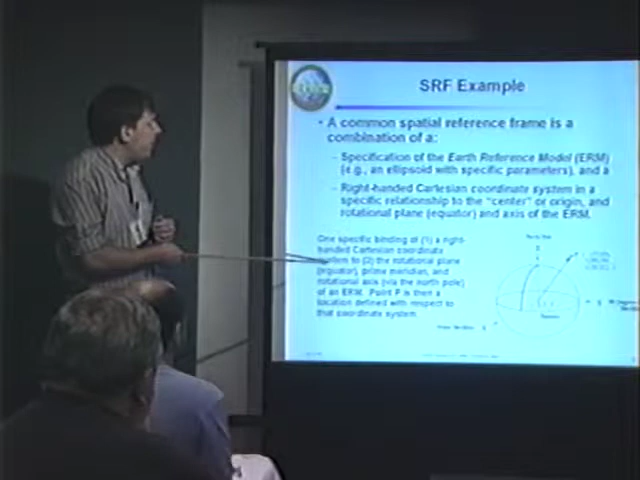 SRF Example
• A common spatial reference frame is a
combination of a:
– Specification of the Earth Reference Model (ERM)
(e.g., an ellipsoid with specific parameters), and a
– Right-handed Cartesian coordinate system in a
specific relationship to the "center" or origin, and
rotational plane (equator) and axis of the ERM.
One specific binding of (1) a right-
handed Cartesian coordinate
system to (2) the rotational plane
(equator), prime meridian, and
rotational axis (via the north pole)
of an ERM. Point P is then a
location defined with respect to
that coordinate system.